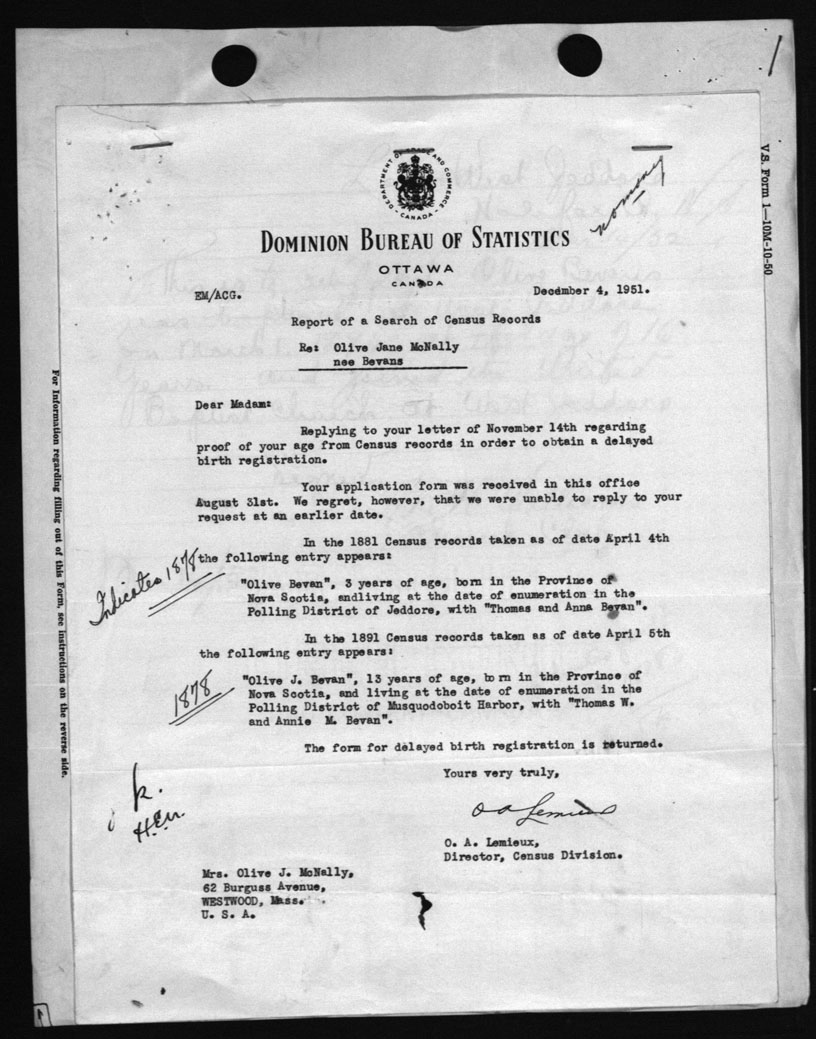 DEPARTMENT OF TRADE AND COMMERCE
- CANADA -
no money
DOMINION BUREAU OF STATISTICS
OTTAWA
CANADA
EM/ACG. December 4, 1951.
Report of a Search of Census Records
Re: Olive Jane McNally
nee Bevans
Dear Madam:
Replying to your letter of November 14th regarding
proof of your age from Census records in order to obtain a delayed
birth registration.
Your application form was received in this office
August 31st. We regret, however, that we were unable to reply to your
request at an earlier date.
In the 1881 Census records taken as of date April 4th
the following entry appears:
Indicates 1878
"Olive Bevan", 3 years of age, born in the Province of
Nova Scotia, andliving at the date of enumeration in the
Polling District of Jeddore, with "Thomas and Anna Bevan".
In the 1891 Census records taken as of date April 5th
the following entry appears:
1878
"Olive J. Bevan", 13 years of age, born in the Province of
Nova Scotia, and living at the date of enumeration in the
Polling District of Musquodoboit Harbor, with "Thomas W.
and Annie M. Bevan".
The form for delayed birth registration is returned.
Yours very truly,
O A Lemieux
O. A. Lemieux,
Director, Census Division.
Mrs. Olive J. McNally,
62 Burguss Avenue,
WESTWOOD, Mass.
U. S. A.
V.S. Form 1—10M-10-50
For Information regarding filling out of this Form, see instructions on the reverse side.